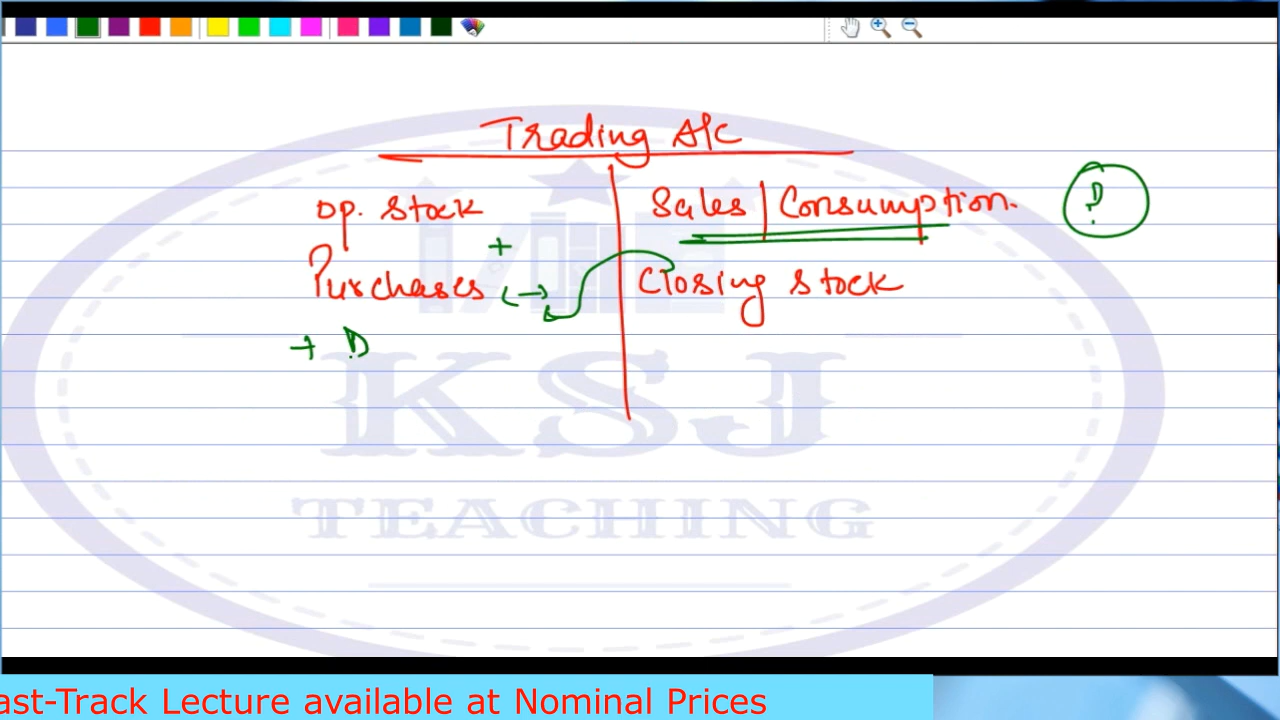 Trading A/c
Op. Stock
Sales | Consumption.
?
+
Purchases (-)
Closing stock
+
KSJ
TEACHING
ast-Track Lecture available at Nominal Prices